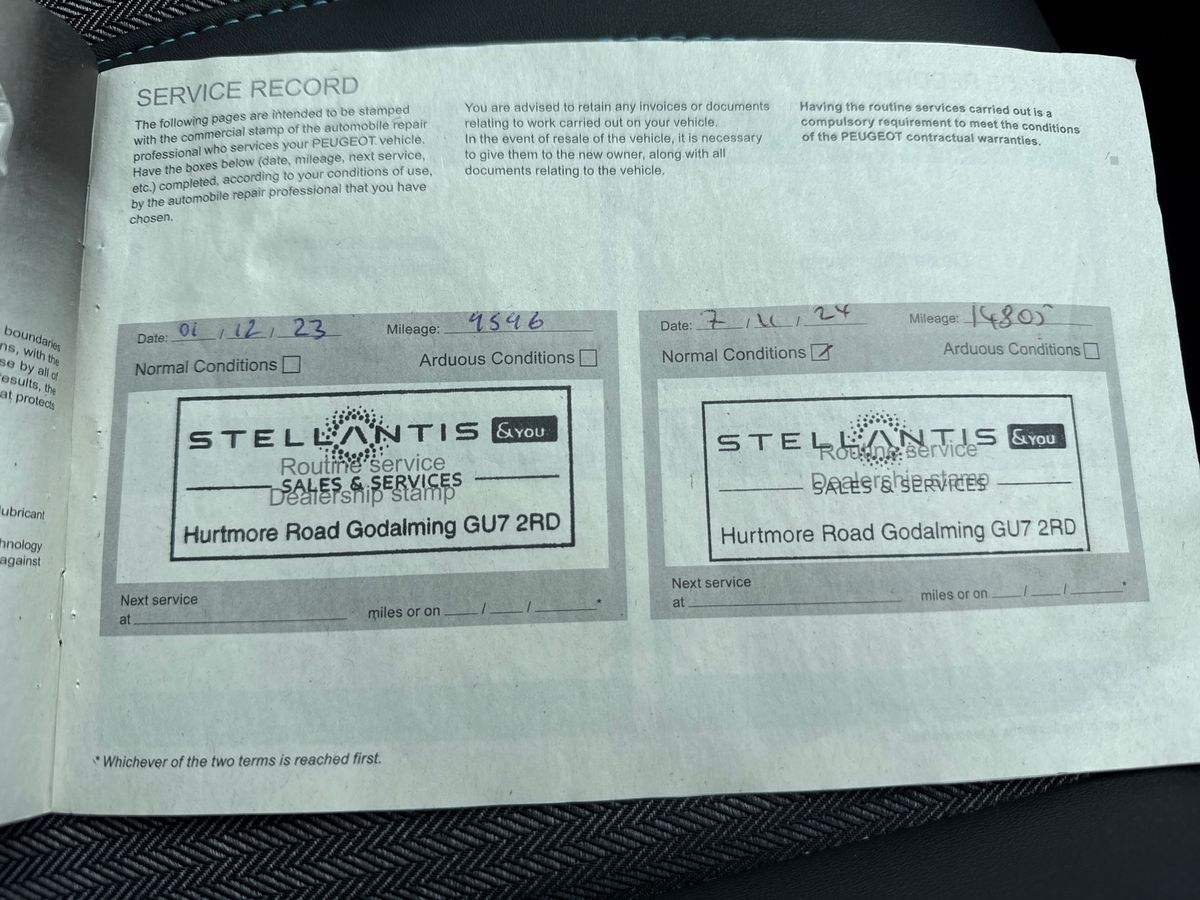 boundaries
ns, with the
se by all of
esults, the
at protects
ubricant
hnology
against
SERVICE RECORD
The following pages are intended to be stamped
with the commercial stamp of the automobile repair
professional who services your PEUGEOT vehicle.
Have the boxes below (date, mileage, next service,
etc.) completed, according to your conditions of use,
by the automobile repair professional that you have
chosen.
You are advised to retain any invoices or documents
relating to work carried out on your vehicle.
In the event of resale of the vehicle, it is necessary
to give them to the new owner, along with all
documents relating to the vehicle.
Having the routine services carried out is a
compulsory requirement to meet the conditions
of the PEUGEOT contractual warranties.
Date: 01 / 12 / 23 Mileage: 9596
Normal Conditions Arduous Conditions
STELLANTIS &YOU
Routine service
SALES & SERVICES
Dealership stamp
Hurtmore Road Godalming GU7 2RD
Next service
at miles or on / / *
Date: 7 / 11 / 24 Mileage: 14805
Normal Conditions Arduous Conditions
STELLANTIS &YOU
Routine service
Dealership stamp
SALES & SERVICES
Hurtmore Road Godalming GU7 2RD
Next service
at miles or on / / *
* Whichever of the two terms is reached first.